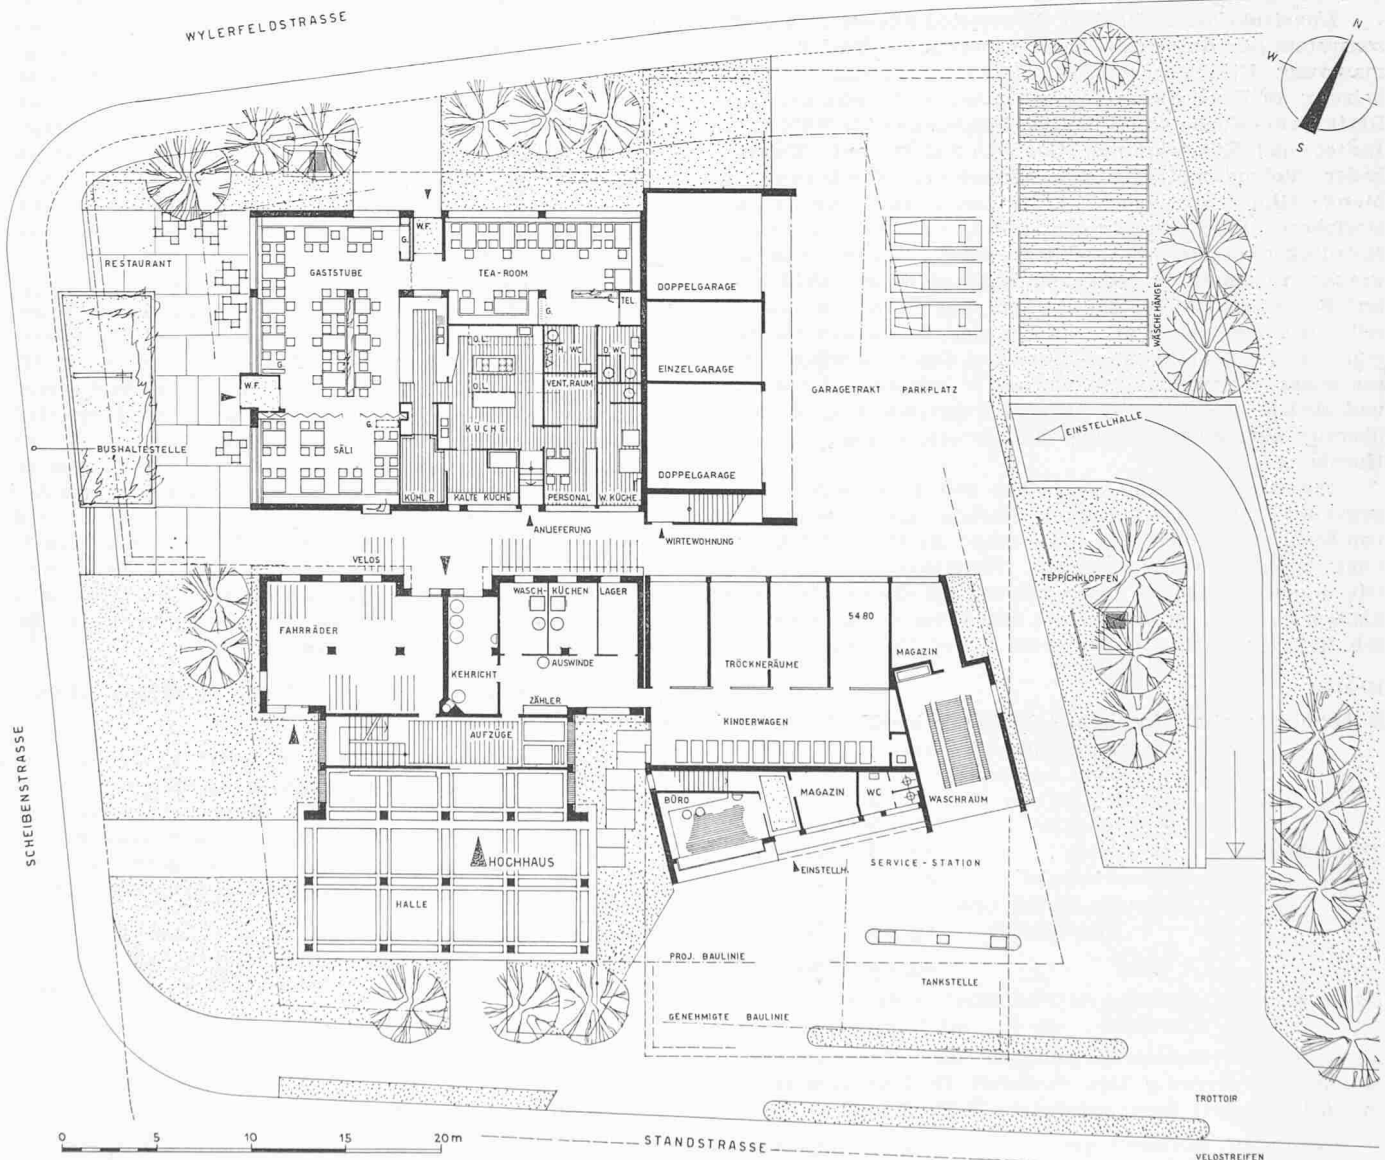 WYLERFELDSTRASSE
N
W
S
RESTAURANT
GASTSTUBE
G.
W.F.
TEA-ROOM
G.
TEL.
DOPPELGARAGE
WÄSCHEHÄNGE
O.L.
H. WC
D. WC
EINZELGARAGE
G.
W.F.
O.L.
VENT. RAUM
GARAGETRAKT PARKPLATZ
G.
KÜCHE
EINSTELLHALLE
BUSHALTESTELLE
SÄLI
DOPPELGARAGE
KÜHL.R.
KALTE KÜCHE
PERSONAL
W. KÜCHE
ANLIEFERUNG
WIRTEWOHNUNG
VELOS
TEPPICHKLOPFEN
WASCH-KÜCHEN
LAGER
FAHRRÄDER
54.80
MAGAZIN
KEHRICHT
AUSWINDE
TRÖCKNERÄUME
ZÄHLER
KINDERWAGEN
AUFZÜGE
SCHEIBENSTRASSE
BÜRO
MAGAZIN
WC
WASCHRAUM
HOCHHAUS
EINSTELLH.
SERVICE-STATION
HALLE
PROJ. BAULINIE
TANKSTELLE
GENEHMIGTE BAULINIE
TROTTOIR
0 5 10 15 20 m
STANDSTRASSE
VELOSTREIFEN